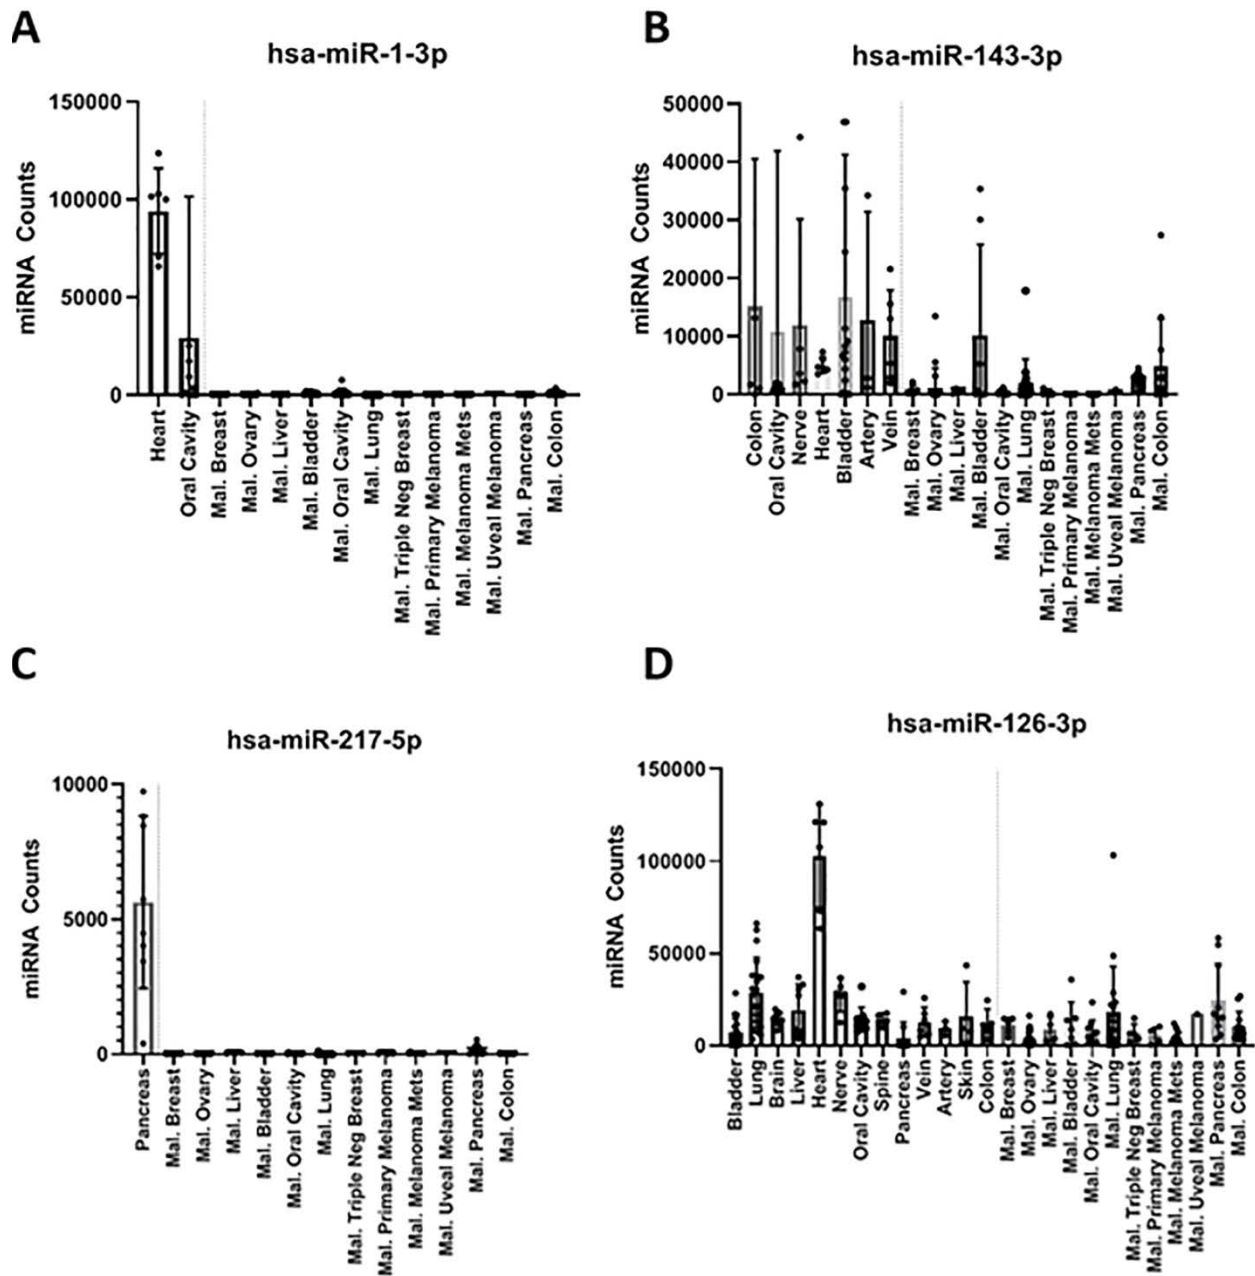 A
hsa-miR-1-3p
miRNA Counts
150000
100000
50000
0
Heart
Oral Cavity
Mal. Breast
Mal. Ovary
Mal. Liver
Mal. Bladder
Mal. Oral Cavity
Mal. Lung
Mal. Triple Neg Breast
Mal. Primary Melanoma
Mal. Melanoma Mets
Mal. Uveal Melanoma
Mal. Pancreas
Mal. Colon
B
hsa-miR-143-3p
miRNA Counts
50000
40000
30000
20000
10000
0
Colon
Oral Cavity
Nerve
Heart
Bladder
Artery
Vein
Mal. Breast
Mal. Ovary
Mal. Liver
Mal. Bladder
Mal. Oral Cavity
Mal. Lung
Mal. Triple Neg Breast
Mal. Primary Melanoma
Mal. Melanoma Mets
Mal. Uveal Melanoma
Mal. Pancreas
Mal. Colon
C
hsa-miR-217-5p
miRNA Counts
10000
5000
0
Pancreas
Mal. Breast
Mal. Ovary
Mal. Liver
Mal. Bladder
Mal. Oral Cavity
Mal. Lung
Mal. Triple Neg Breast
Mal. Primary Melanoma
Mal. Melanoma Mets
Mal. Uveal Melanoma
Mal. Pancreas
Mal. Colon
D
hsa-miR-126-3p
miRNA Counts
150000
100000
50000
0
Bladder
Lung
Brain
Liver
Heart
Nerve
Oral Cavity
Spine
Pancreas
Vein
Artery
Skin
Colon
Mal. Breast
Mal. Ovary
Mal. Liver
Mal. Bladder
Mal. Oral Cavity
Mal. Lung
Mal. Triple Neg Breast
Mal. Primary Melanoma
Mal. Melanoma Mets
Mal. Uveal Melanoma
Mal. Pancreas
Mal. Colon